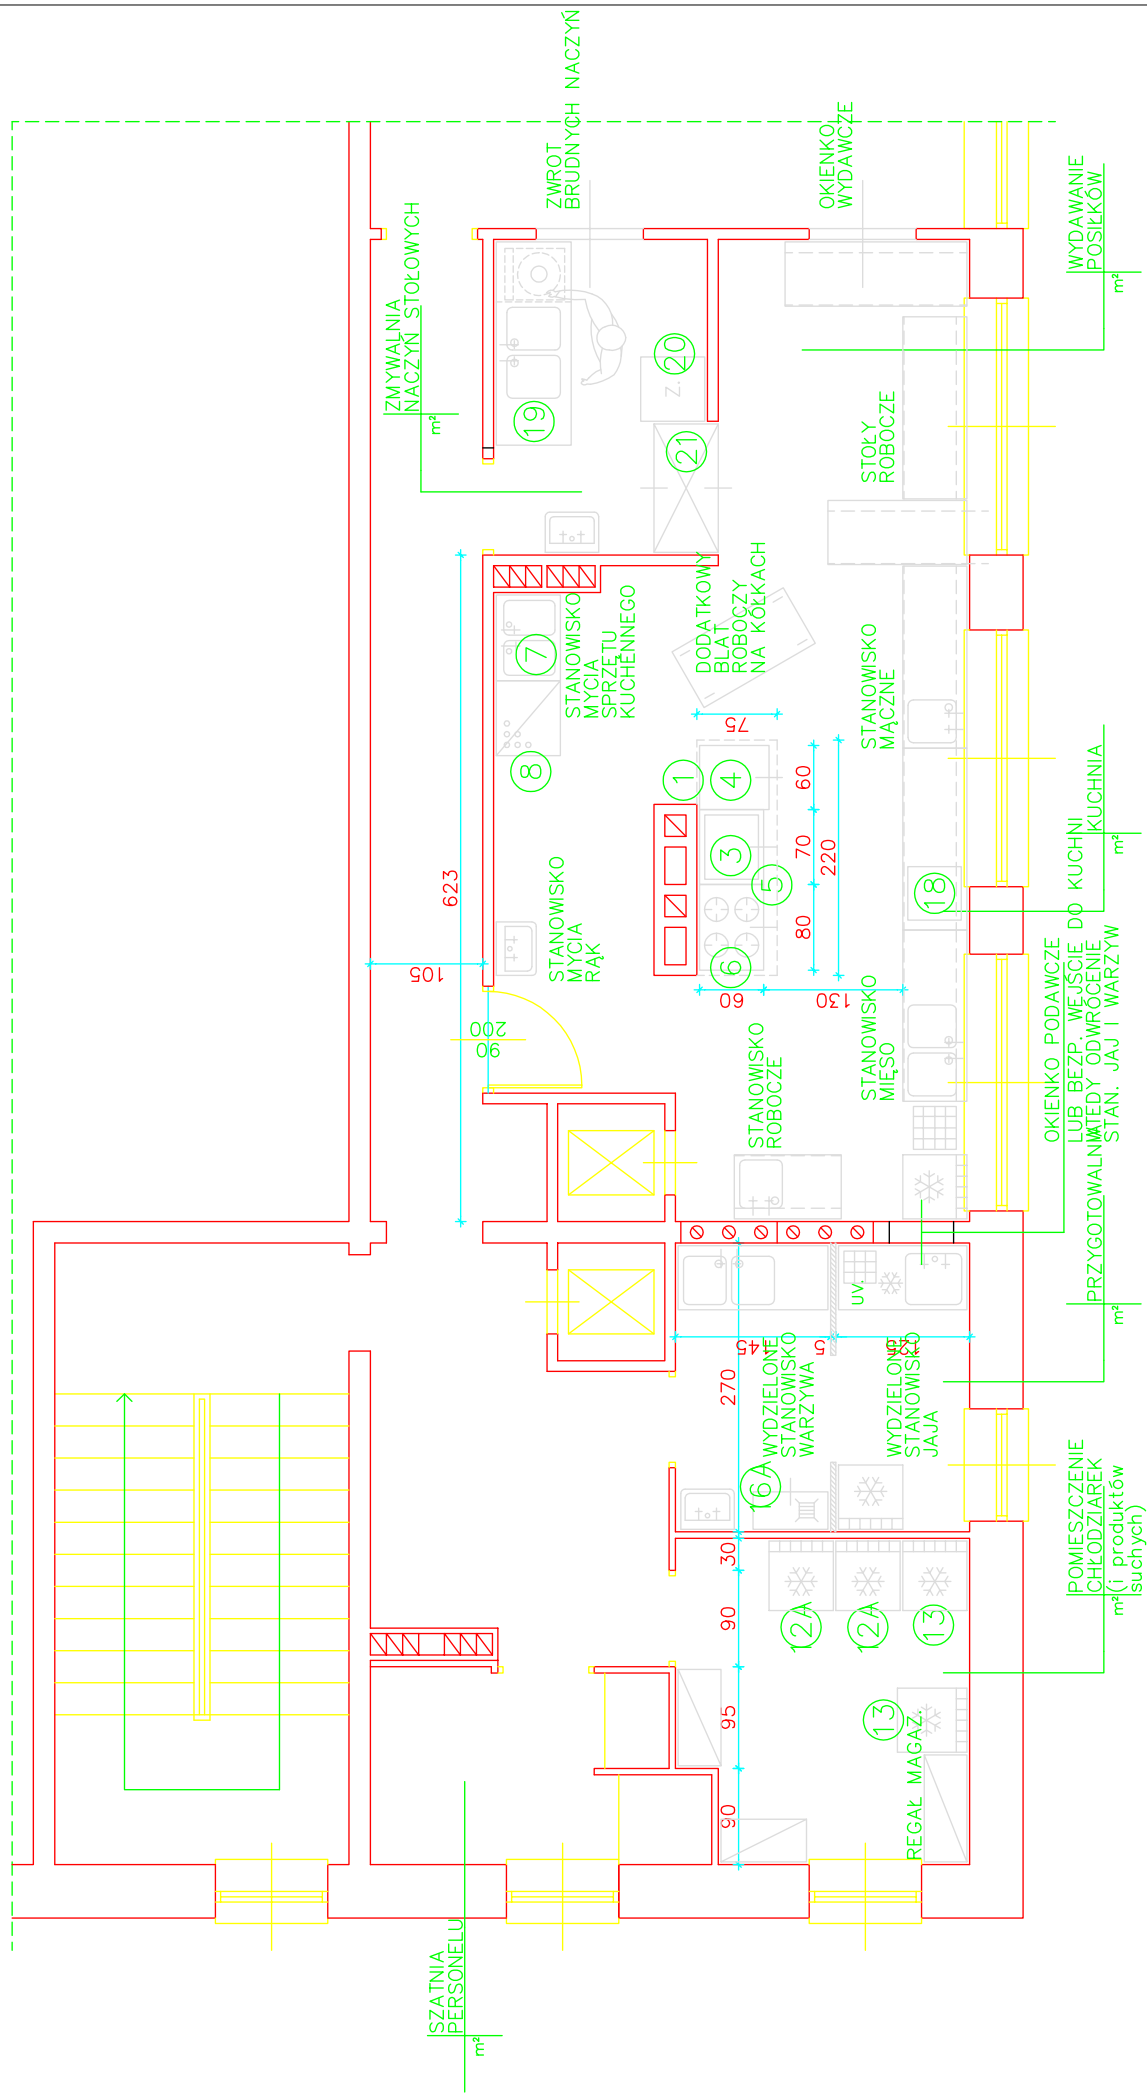 ZWROT
BRUDNYCH NACZYŃ
OKIENKO
WYDAWCZE
WYDAWANIE
POSIŁKÓW
m²
ZMYWALNIA
NACZYŃ STOŁOWYCH
m²
19
20
Z.
21
STOŁY
ROBOCZE
7
8
STANOWISKO
MYCIA
SPRZĘTU
KUCHENNEGO
DODATKOWY
BLAT
ROBOCZY
NA KÓŁKACH
STANOWISKO
MĄCZNE
75
1
4
3
5
6
60
70
80
220
60
130
18
623
105
STANOWISKO
MYCIA
RĄK
90
200
KUCHNIA
m²
STANOWISKO
MIĘSO
STANOWISKO
ROBOCZE
OKIENKO PODAWCZE
LUB BEZP. WEJŚCIE DO KUCHNI
WTEDY ODWRÓCENIE
STAN. JAJ I WARZYW
PRZYGOTOWALNIA
m²
UV.
145
5
125
270
WYDZIELONE
STANOWISKO
WARZYWA
WYDZIELONE
STANOWISKO
JAJA
16A
30
90
95
90
12A
12A
13
13
REGAŁ MAGAZ.
POMIESZCZENIE
CHŁODZIAREK
(i produktów
suchych)
m²
SZATNIA
PERSONELU
m²